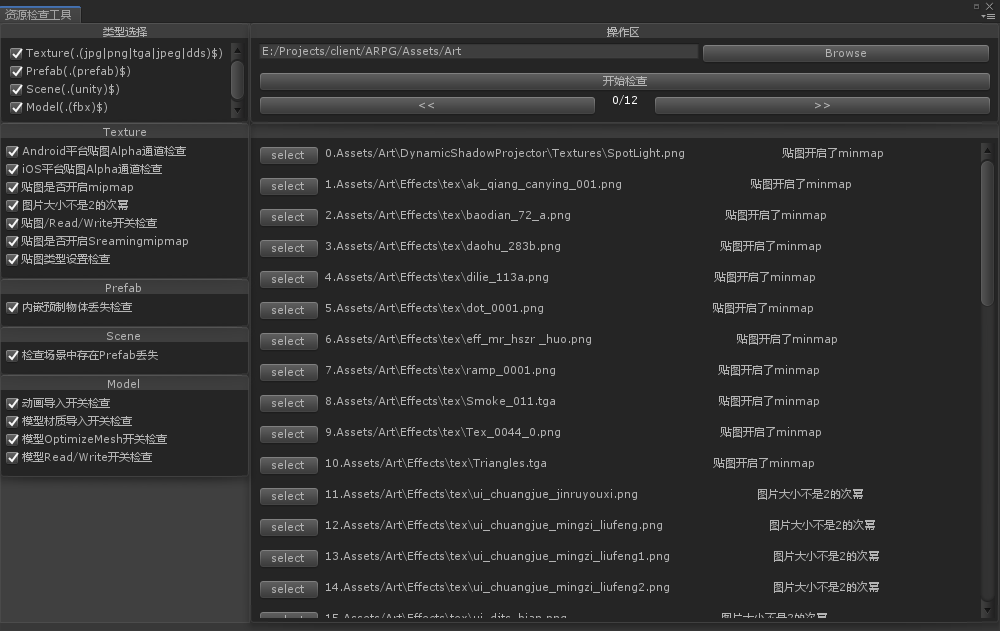 资源检查工具
类型选择
Texture(.(jpg|png|tga|jpeg|dds)$)
Prefab(.(prefab)$)
Scene(.(unity)$)
Model(.(fbx)$)
Texture
Android平台贴图Alpha通道检查
iOS平台贴图Alpha通道检查
贴图是否开启mipmap
图片大小不是2的次幂
贴图/Read/Write开关检查
贴图是否开启Sreamingmipmap
贴图类型设置检查
Prefab
内嵌预制物体丢失检查
Scene
检查场景中存在Prefab丢失
Model
动画导入开关检查
模型材质导入开关检查
模型OptimizeMesh开关检查
模型Read/Write开关检查
操作区
E:/Projects/client/ARPG/Assets/Art Browse
开始检查
<< 0/12 >>
select 0.Assets/Art\DynamicShadowProjector\Textures\SpotLight.png 贴图开启了minmap
select 1.Assets/Art\Effects\tex\ak_qiang_canying_001.png 贴图开启了minmap
select 2.Assets/Art\Effects\tex\baodian_72_a.png 贴图开启了minmap
select 3.Assets/Art\Effects\tex\daohu_283b.png 贴图开启了minmap
select 4.Assets/Art\Effects\tex\dilie_113a.png 贴图开启了minmap
select 5.Assets/Art\Effects\tex\dot_0001.png 贴图开启了minmap
select 6.Assets/Art\Effects\tex\eff_mr_hszr _huo.png 贴图开启了minmap
select 7.Assets/Art\Effects\tex\ramp_0001.png 贴图开启了minmap
select 8.Assets/Art\Effects\tex\Smoke_011.tga 贴图开启了minmap
select 9.Assets/Art\Effects\tex\Tex_0044_0.png 贴图开启了minmap
select 10.Assets/Art\Effects\tex\Triangles.tga 贴图开启了minmap
select 11.Assets/Art\Effects\tex\ui_chuangjue_jinruyouxi.png 图片大小不是2的次幂
select 12.Assets/Art\Effects\tex\ui_chuangjue_mingzi_liufeng.png 图片大小不是2的次幂
select 13.Assets/Art\Effects\tex\ui_chuangjue_mingzi_liufeng1.png 图片大小不是2的次幂
select 14.Assets/Art\Effects\tex\ui_chuangjue_mingzi_liufeng2.png 图片大小不是2的次幂